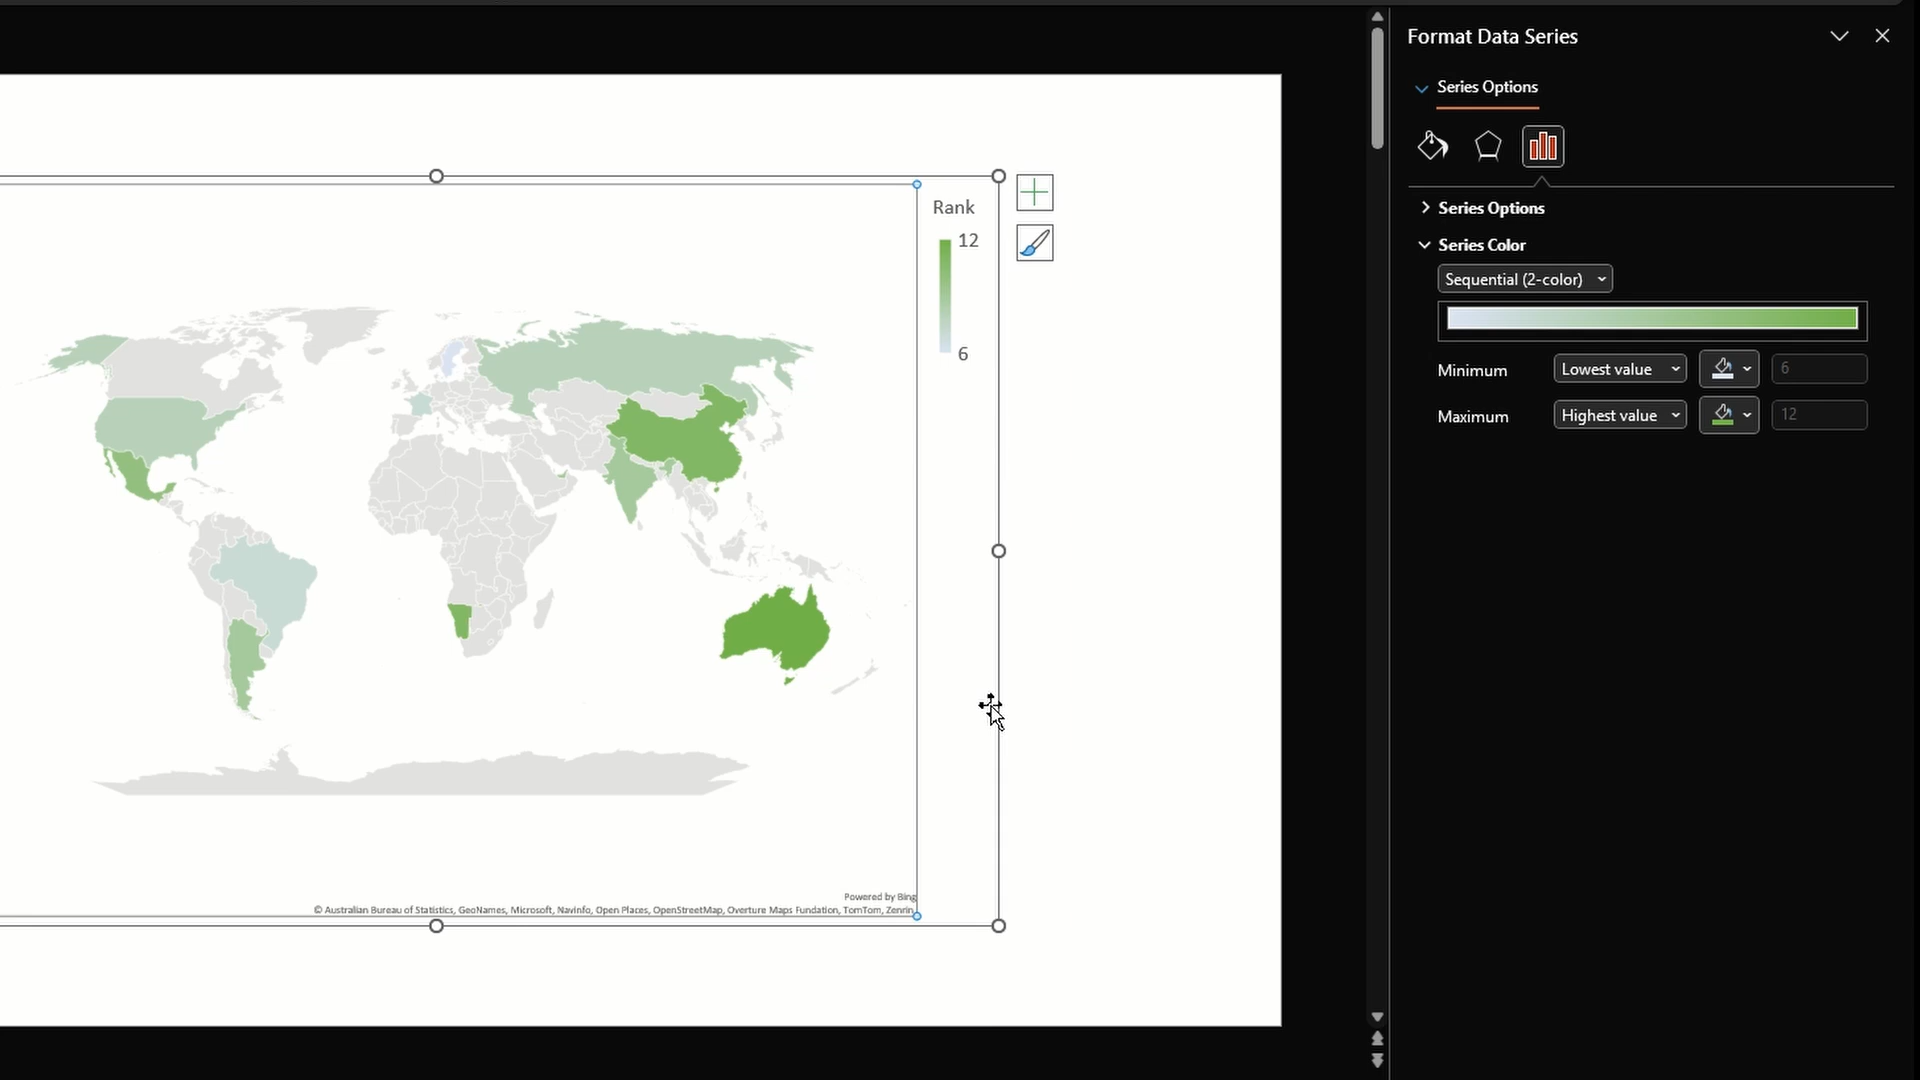 Format Data Series
Series Options
Series Options
Series Color
Sequential (2-color)
Minimum Lowest value 6
Maximum Highest value 12
Rank
12
6
Powered by Bing
© Australian Bureau of Statistics, GeoNames, Microsoft, Navinfo, Open Places, OpenStreetMap, Overture Maps Fundation, TomTom, Zenrin